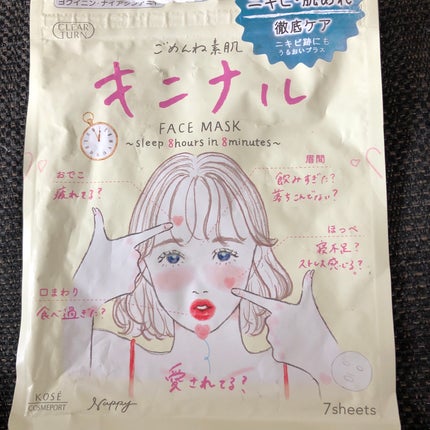 ヨクイニン・ナイアシンアミド
CLEAR
TURN
ニキビ・肌あれ
徹底ケア
ニキビ跡にも
うるおいプラス
ごめんね素肌
キニナル
FACE MASK
~sleep 8hours in 8minutes~
おでこ
疲れてる?
眉間
飲みすぎた?
落ちこんでない?
ほっぺ
寝不足?
ストレス感じる?
口まわり
食べ過ぎた?
愛されてる?
KOSÉ
COSMEPORT
Nuppy
7sheets